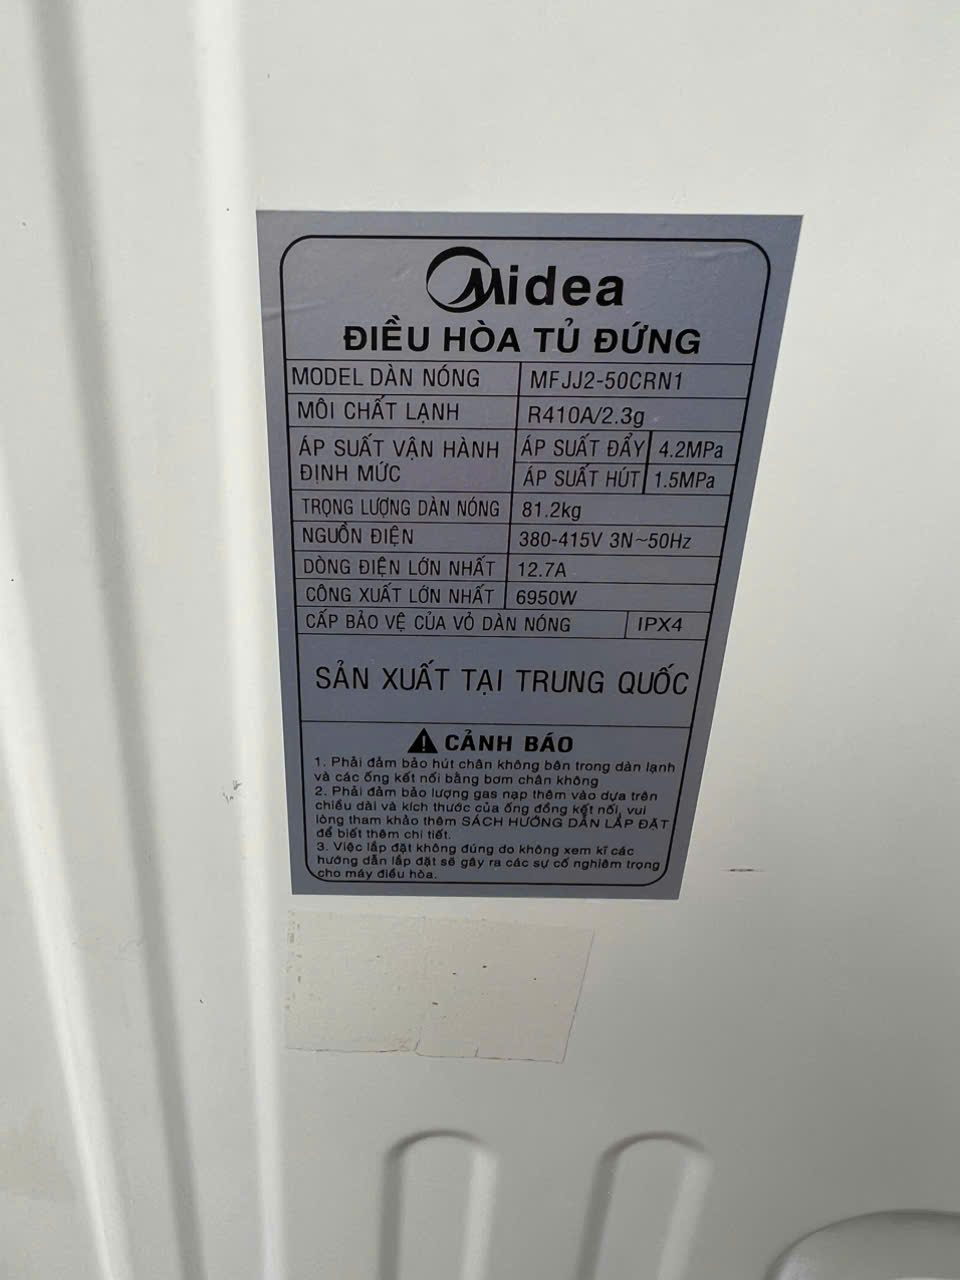 Midea
ĐIỀU HÒA TỦ ĐỨNG
MODEL DÀN NÓNG MFJJ2-50CRN1
MÔI CHẤT LẠNH R410A/2.3g
ÁP SUẤT VẬN HÀNH ĐỊNH MỨC ÁP SUẤT ĐẨY 4.2MPa
ÁP SUẤT HÚT 1.5MPa
TRỌNG LƯỢNG DÀN NÓNG 81.2kg
NGUỒN ĐIỆN 380-415V 3N~50Hz
DÒNG ĐIỆN LỚN NHẤT 12.7A
CÔNG XUẤT LỚN NHẤT 6950W
CẤP BẢO VỆ CỦA VỎ DÀN NÓNG IPX4
SẢN XUẤT TẠI TRUNG QUỐC
CẢNH BÁO
1. Phải đảm bảo hút chân không bên trong dàn lạnh
và các ống kết nối bằng bơm chân không
2. Phải đảm bảo lượng gas nạp thêm vào dựa trên
chiều dài và kích thước của ống đồng kết nối, vui
lòng tham khảo thêm SÁCH HƯỚNG DẪN LẮP ĐẶT
để biết thêm chi tiết.
3. Việc lắp đặt không đúng do không xem kĩ các
hướng dẫn lắp đặt sẽ gây ra các sự cố nghiêm trọng
cho máy điều hòa.